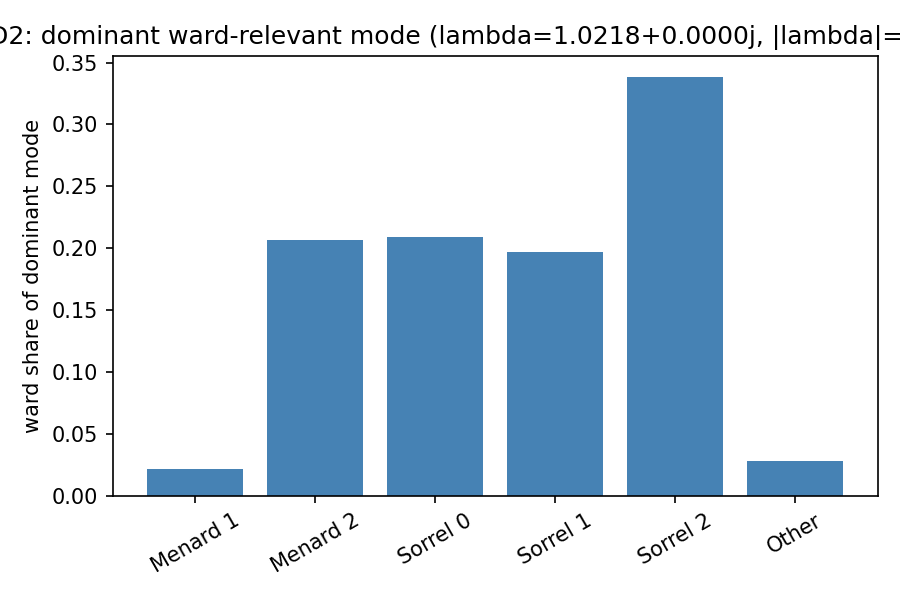 D2: dominant ward-relevant mode (lambda=1.0218+0.0000j, |lambda|=
ward share of dominant mode
0.35
0.30
0.25
0.20
0.15
0.10
0.05
0.00
Menard 1
Menard 2
Sorrel 0
Sorrel 1
Sorrel 2
Other